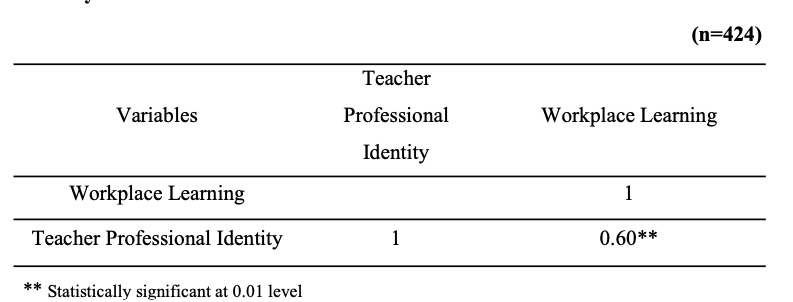 (n=424)
Teacher
Variables Professional Workplace Learning
Identity
Workplace Learning 1
Teacher Professional Identity 1 0.60**
** Statistically significant at 0.01 level